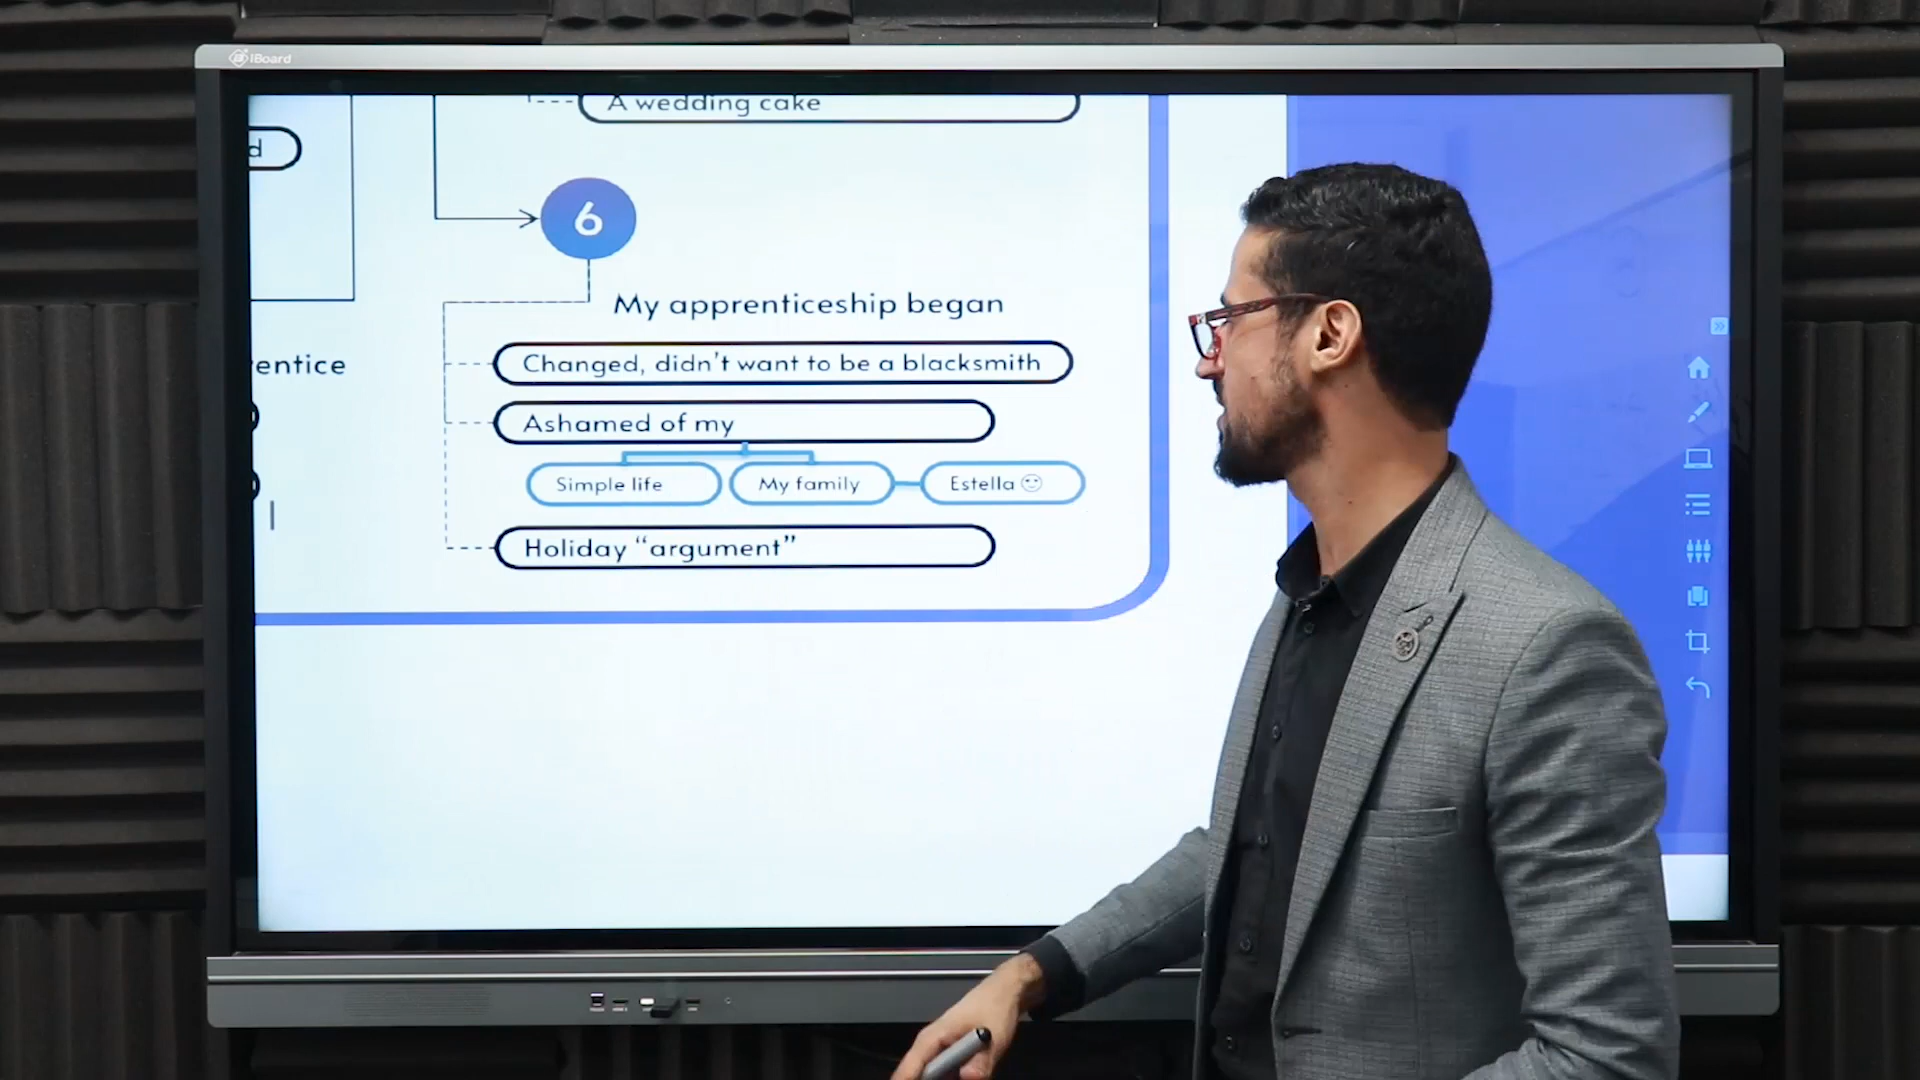 iBoard
A wedding cake
d
6
My apprenticeship began
Changed, didn't want to be a blacksmith
entice
Ashamed of my
Simple life
My family
Estella
Holiday “argument”